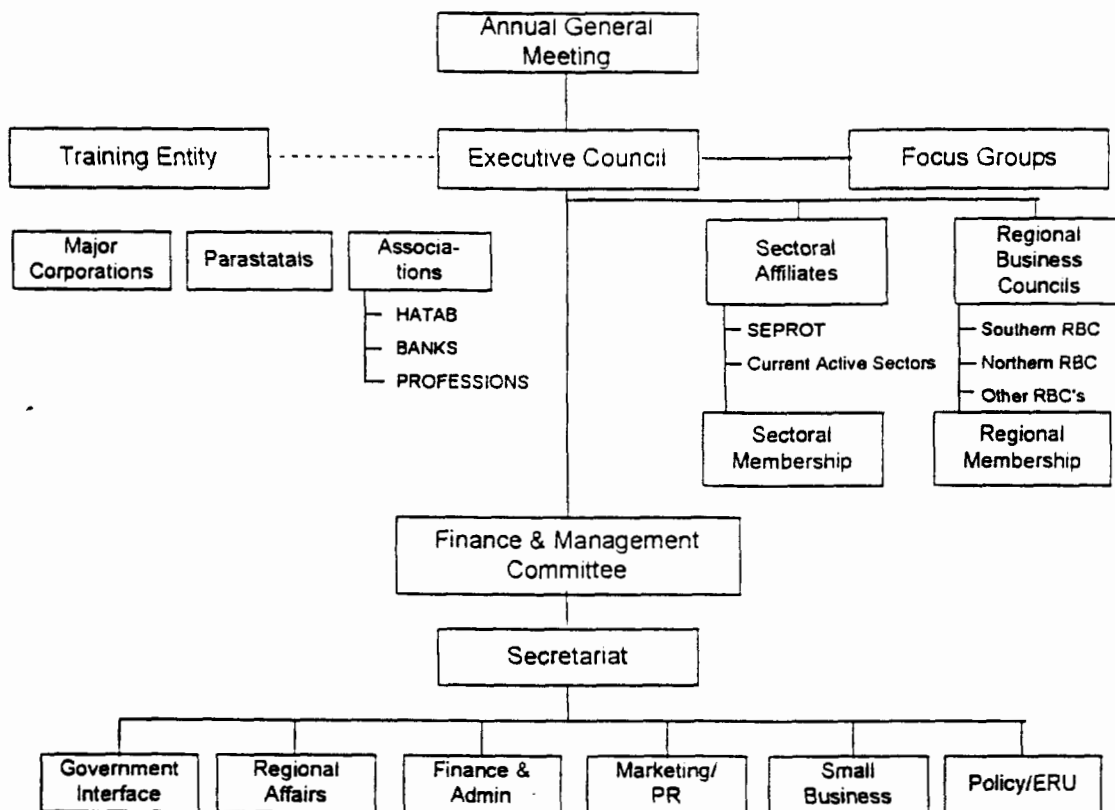 Annual General
Meeting
Training Entity
Executive Council
Focus Groups
Major
Corporations
Parastatals
Associa-
tions
HATAB
BANKS
PROFESSIONS
Sectoral
Affiliates
SEPROT
Current Active Sectors
Sectoral
Membership
Regional
Business
Councils
Southern RBC
Northern RBC
Other RBC's
Regional
Membership
Finance & Management
Committee
Secretariat
Government
Interface
Regional
Affairs
Finance &
Admin
Marketing/
PR
Small
Business
Policy/ERU